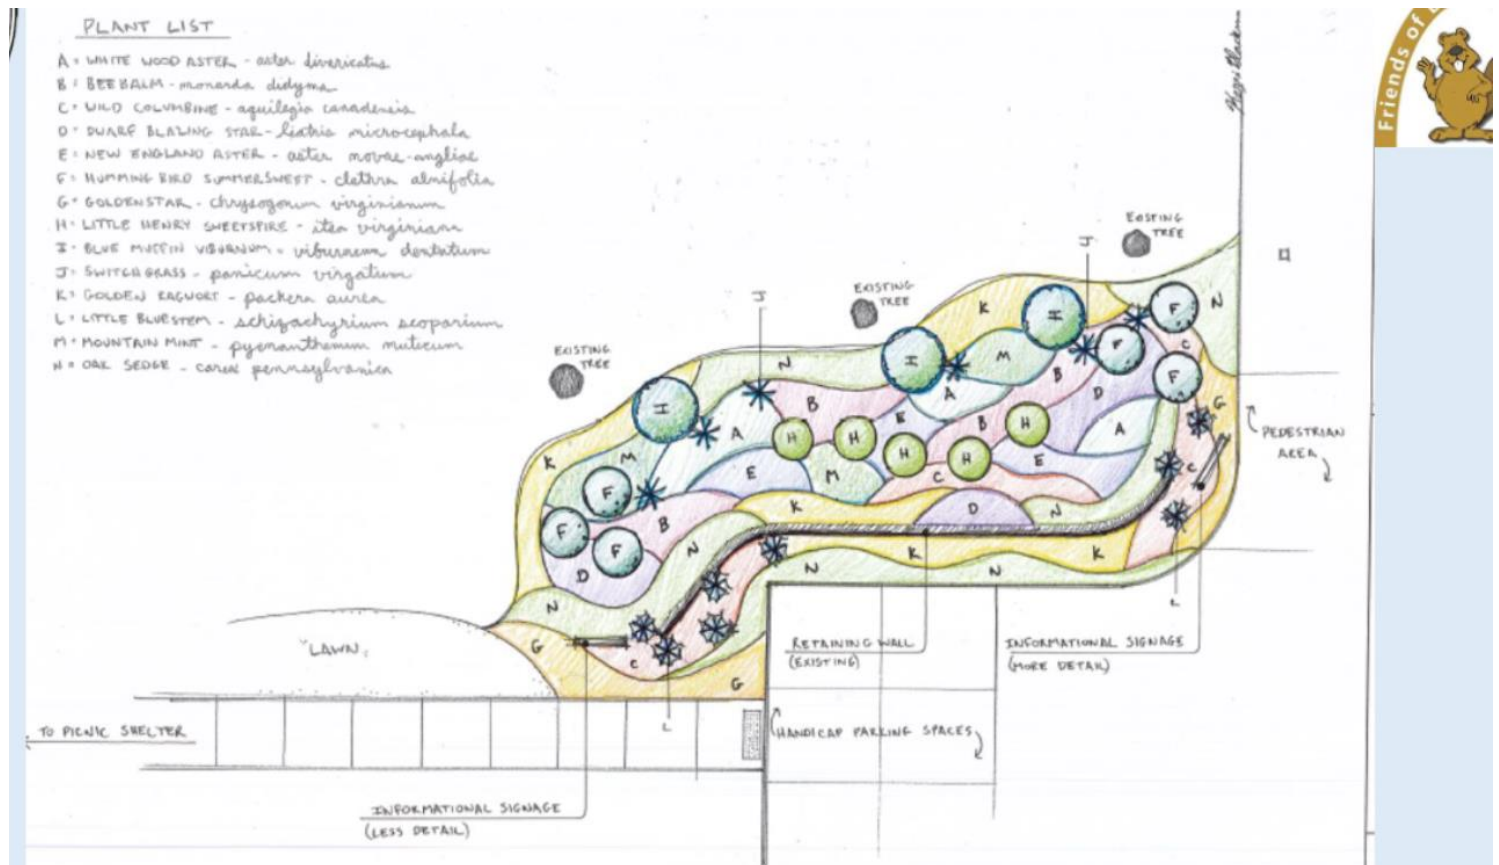 PLANT LIST
A = WHITE WOOD ASTER - aster divericatus
B = BEE BALM - monarda didyma
C = WILD COLUMBINE - aquilegia canadensis
D = DWARF BLAZING STAR - liatris microcephala
E = NEW ENGLAND ASTER - aster novae-angliae
F = HUMMING BIRD SUMMERSWEET - clethra alnifolia
G = GOLDENSTAR - chrysogonum virginianum
H = LITTLE HENRY SWEETSPIRE - itea virginiana
I = BLUE MUFFIN VIBURNUM - viburnum dentatum
J = SWITCHGRASS - panicum virgatum
K = GOLDEN RAGWORT - packera aurea
L = LITTLE BLUESTEM - schizachyrium scoparium
M = MOUNTAIN MINT - pycnanthemum muticum
N = OAK SEDGE - carex pennsylvanica
Friends of
EXISTING
TREE
J
EXISTING
TREE
J
EXISTING
TREE
K I F N
N I M F C
I B A B D F G
A H H E H B H A
K M E M H H C E C
F B K D N
F F N K K
D N N N
N
G C G
L
L
PEDESTRIAN
AREA
"LAWN"
RETAINING WALL
(EXISTING)
INFORMATIONAL SIGNAGE
(MORE DETAIL)
TO PICNIC SHELTER
HANDICAP PARKING SPACES
INFORMATIONAL SIGNAGE
(LESS DETAIL)